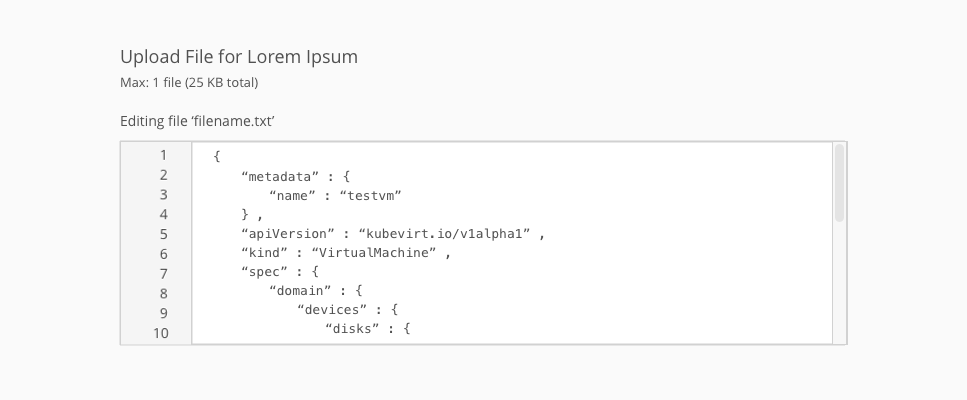 Upload File for Lorem Ipsum
Max: 1 file (25 KB total)
Editing file ‘filename.txt’
1 {
2 “metadata” : {
3 “name” : “testvm”
4 } ,
5 “apiVersion” : “kubevirt.io/v1alpha1” ,
6 “kind” : “VirtualMachine” ,
7 “spec” : {
8 “domain” : {
9 “devices” : {
10 “disks” : {